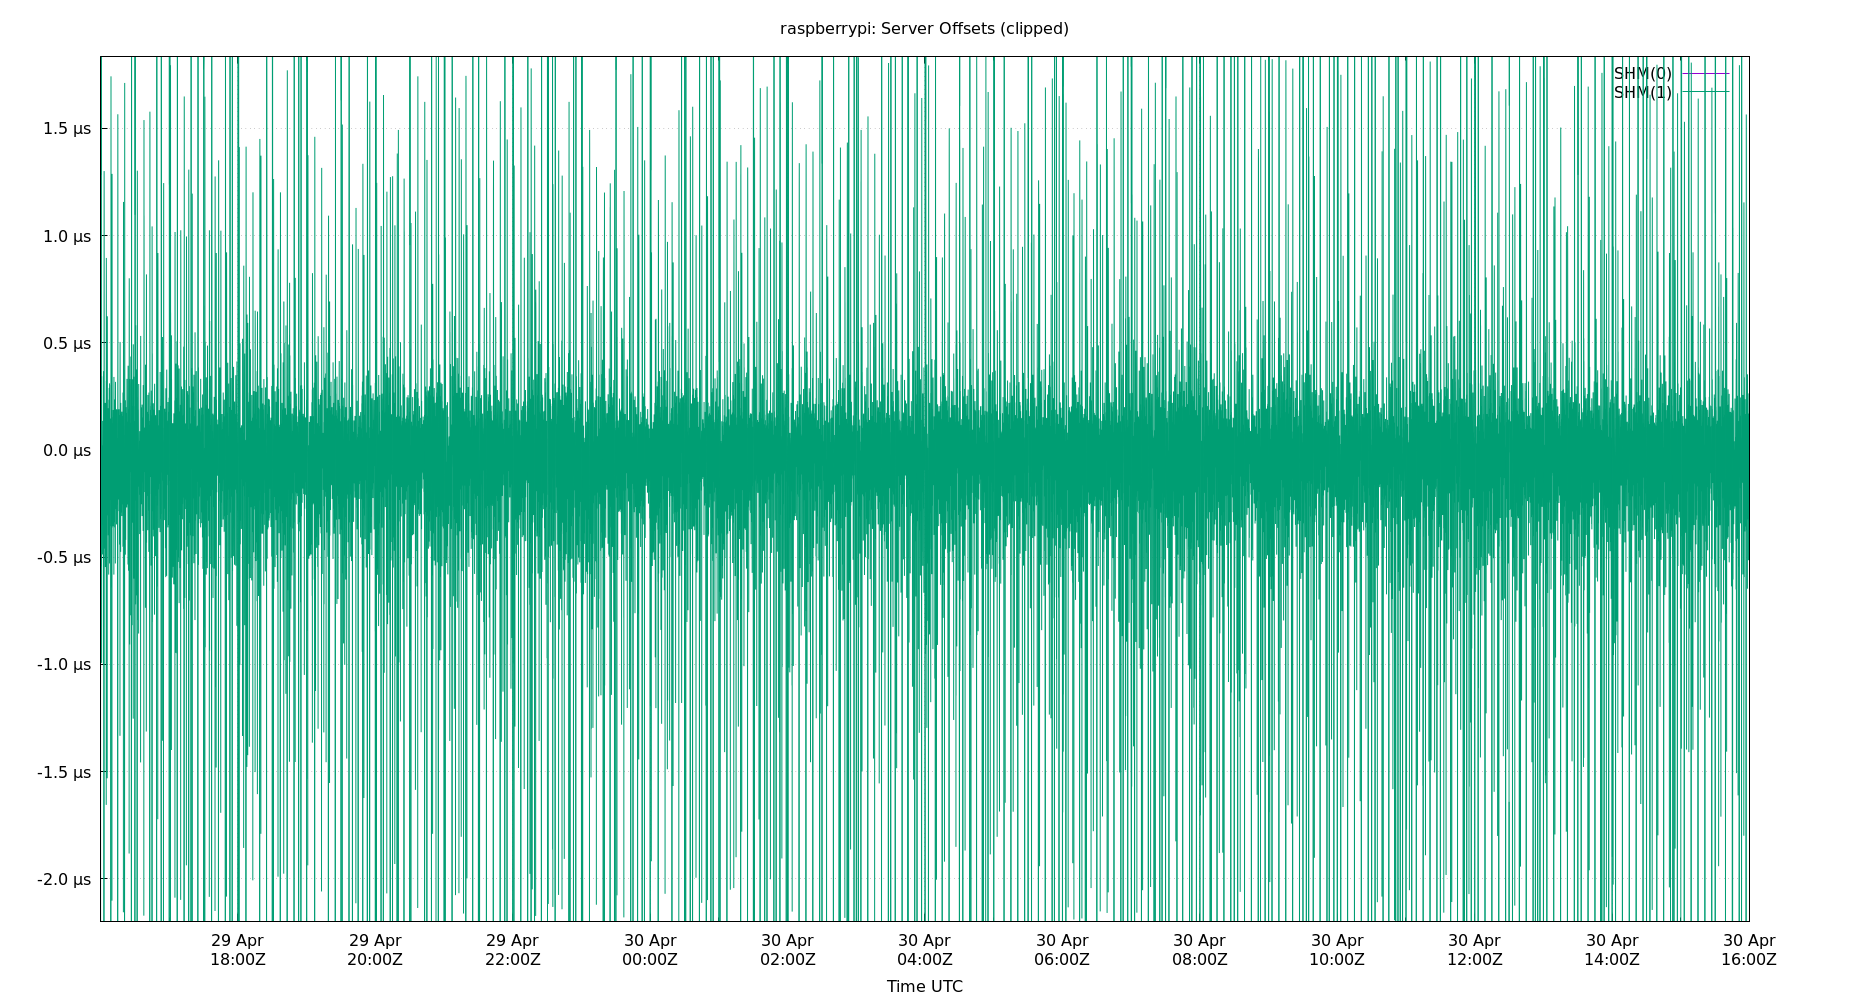 raspberrypi: Server Offsets (clipped)
SHM(0)
SHM(1)
1.5 µs
1.0 µs
0.5 µs
0.0 µs
-0.5 µs
-1.0 µs
-1.5 µs
-2.0 µs
29 Apr 29 Apr 29 Apr 30 Apr 30 Apr 30 Apr 30 Apr 30 Apr 30 Apr 30 Apr 30 Apr 30 Apr
18:00Z 20:00Z 22:00Z 00:00Z 02:00Z 04:00Z 06:00Z 08:00Z 10:00Z 12:00Z 14:00Z 16:00Z
Time UTC